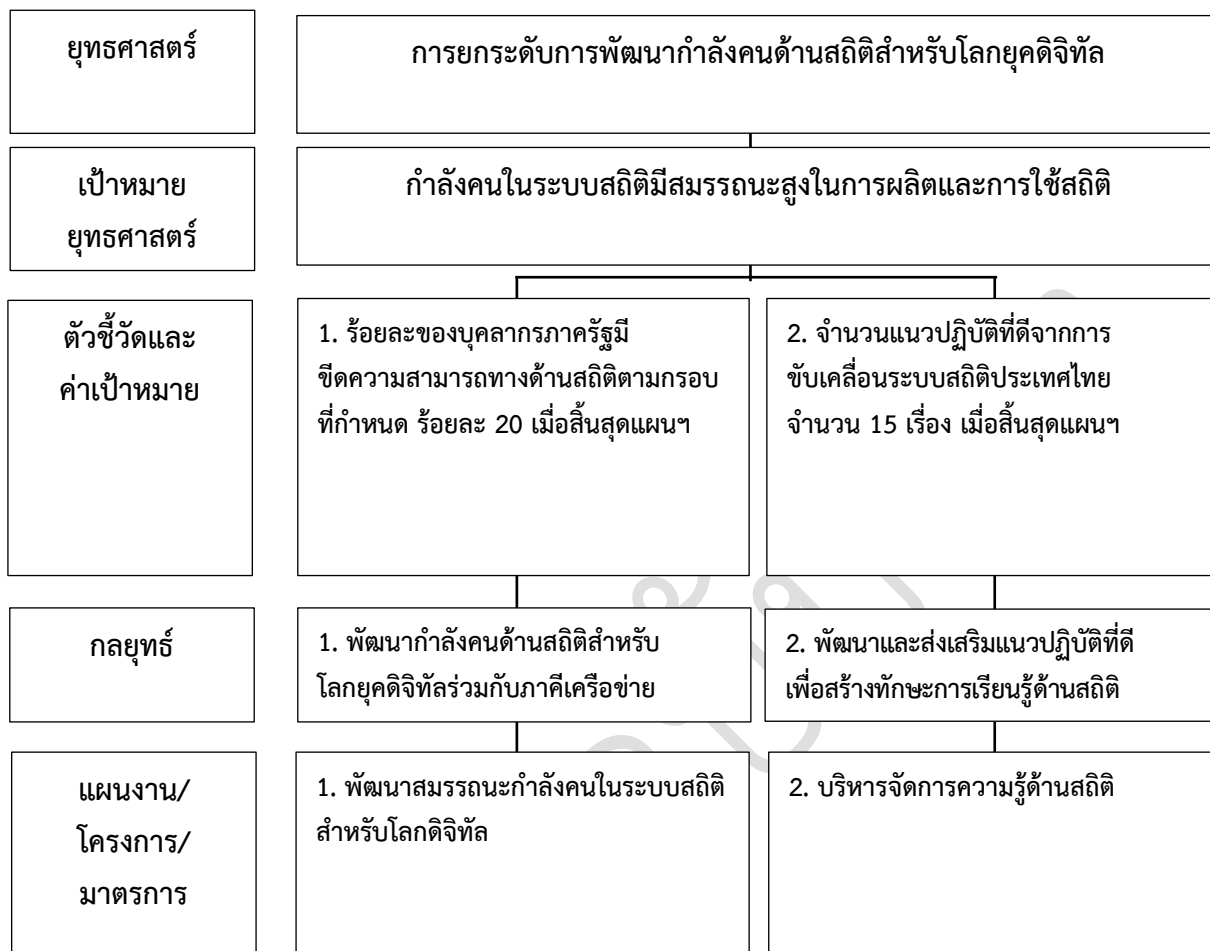 ยุทธศาสตร์
การยกระดับการพัฒนากำลังคนด้านสถิติสำหรับโลกยุคดิจิทัล
เป้าหมาย
ยุทธศาสตร์
กำลังคนในระบบสถิติมีสมรรถนะสูงในการผลิตและการใช้สถิติ
ตัวชี้วัดและ
ค่าเป้าหมาย
1. ร้อยละของบุคลากรภาครัฐมี
ขีดความสามารถทางด้านสถิติตามกรอบ
ที่กำหนด ร้อยละ 20 เมื่อสิ้นสุดแผนฯ
2. จำนวนแนวปฏิบัติที่ดีจากการ
ขับเคลื่อนระบบสถิติประเทศไทย
จำนวน 15 เรื่อง เมื่อสิ้นสุดแผนฯ
กลยุทธ์
1. พัฒนากำลังคนด้านสถิติสำหรับ
โลกยุคดิจิทัลร่วมกับภาคีเครือข่าย
2. พัฒนาและส่งเสริมแนวปฏิบัติที่ดี
เพื่อสร้างทักษะการเรียนรู้ด้านสถิติ
แผนงาน/
โครงการ/
มาตรการ
1. พัฒนาสมรรถนะกำลังคนในระบบสถิติ
สำหรับโลกดิจิทัล
2. บริหารจัดการความรู้ด้านสถิติ